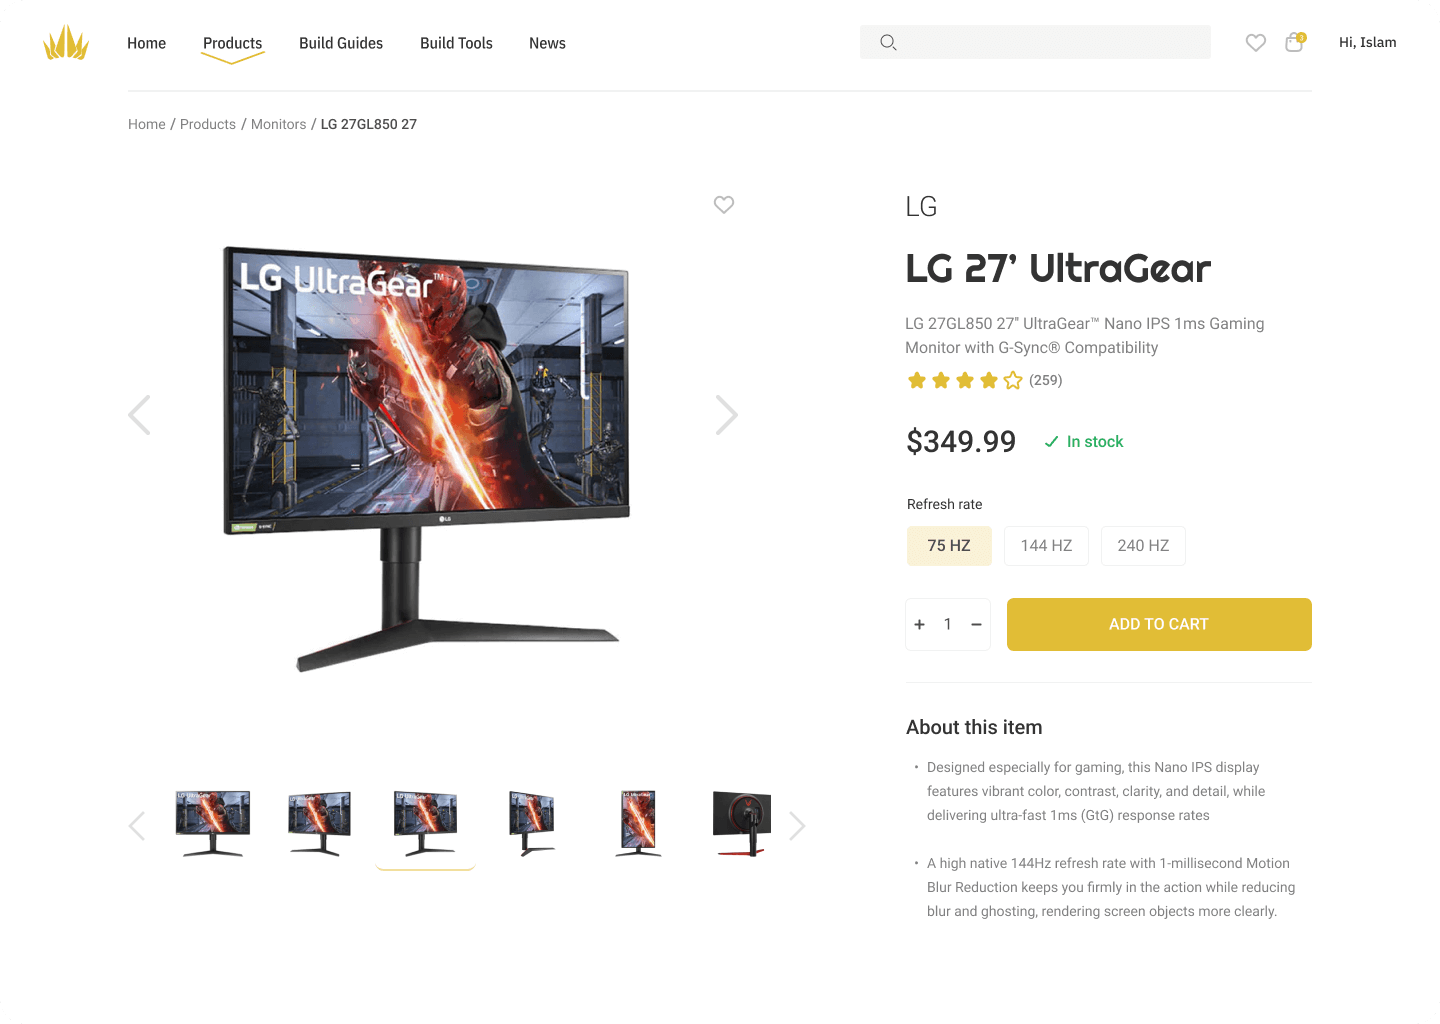 Home
Products
Build Guides
Build Tools
News
3
Hi, Islam
Home / Products / Monitors / LG 27GL850 27
LG
LG 27’ UltraGear
LG UltraGear™
LG 27GL850 27" UltraGear™ Nano IPS 1ms Gaming
Monitor with G-Sync® Compatibility
(259)
$349.99
In stock
Refresh rate
75 HZ
144 HZ
240 HZ
LG
+ 1 −
ADD TO CART
About this item
• Designed especially for gaming, this Nano IPS display
features vibrant color, contrast, clarity, and detail, while
delivering ultra-fast 1ms (GtG) response rates
• A high native 144Hz refresh rate with 1-millisecond Motion
Blur Reduction keeps you firmly in the action while reducing
blur and ghosting, rendering screen objects more clearly.